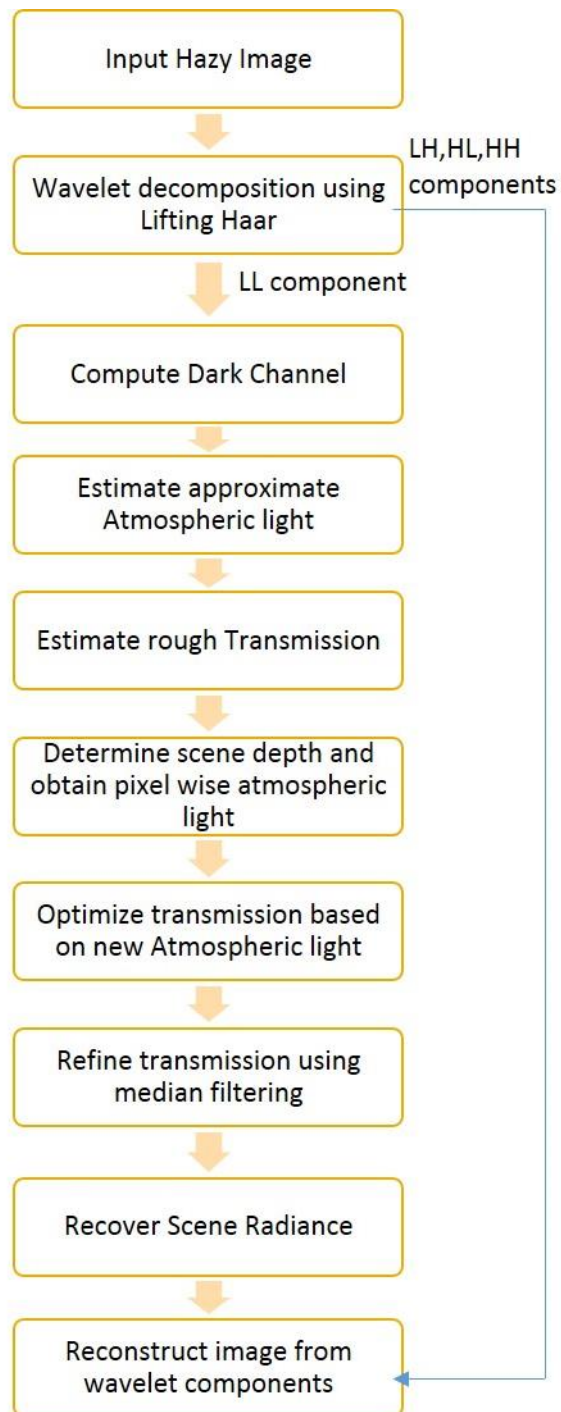 Input Hazy Image
LH,HL,HH
components
Wavelet decomposition using
Lifting Haar
LL component
Compute Dark Channel
Estimate approximate
Atmospheric light
Estimate rough Transmission
Determine scene depth and
obtain pixel wise atmospheric
light
Optimize transmission based
on new Atmospheric light
Refine transmission using
median filtering
Recover Scene Radiance
Reconstruct image from
wavelet components